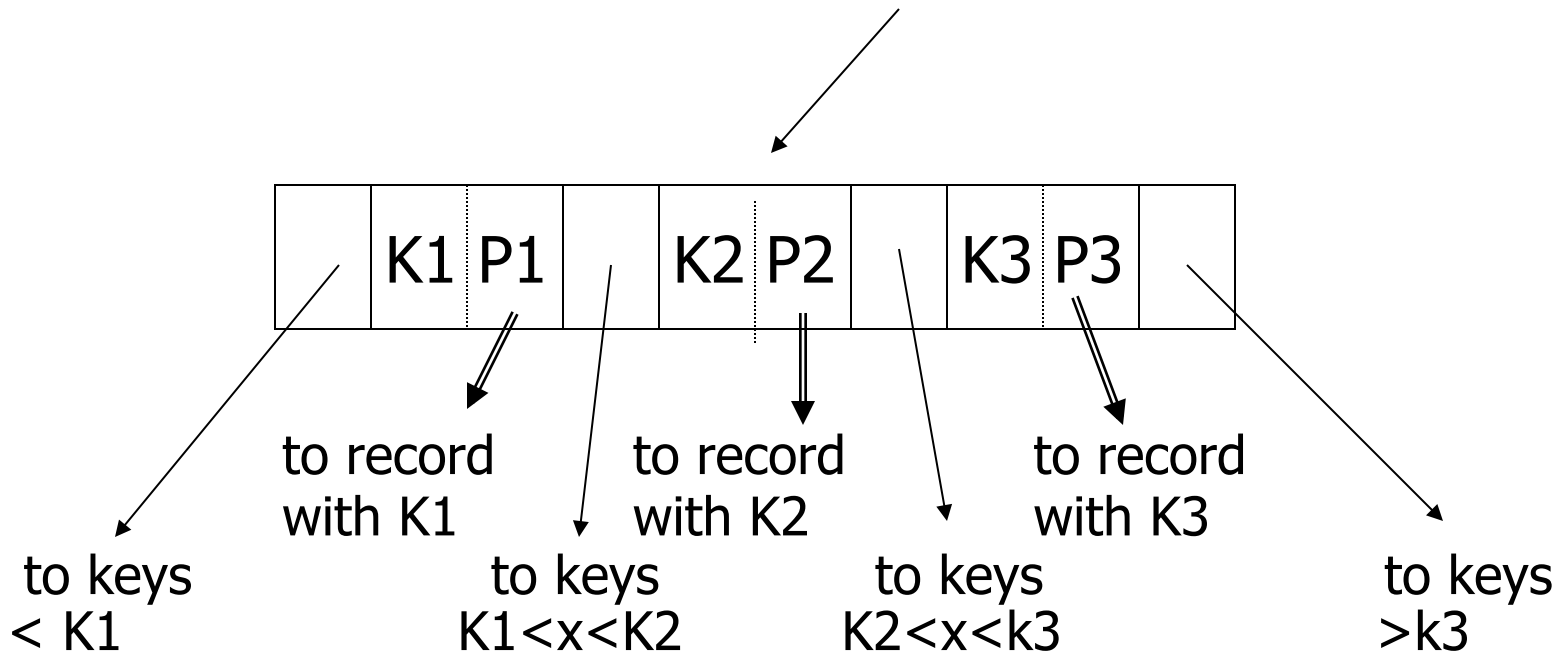 K1 P1 K2 P2 K3 P3
to record
with K1
to record
with K2
to record
with K3
to keys
< K1
to keys
K1<x<K2
to keys
K2<x<k3
to keys
>k3